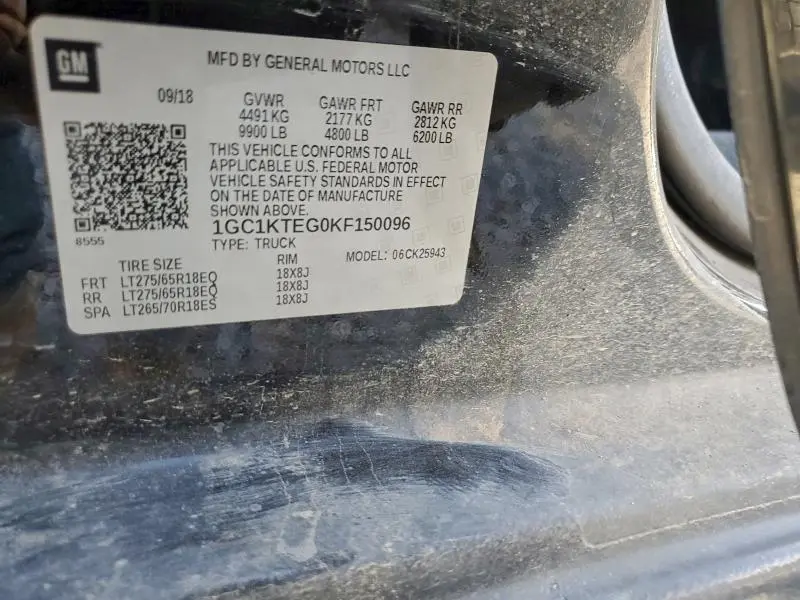 GM
MFD BY GENERAL MOTORS LLC
09/18
GVWR GAWR FRT GAWR RR
4491 KG 2177 KG 2812 KG
9900 LB 4800 LB 6200 LB
THIS VEHICLE CONFORMS TO ALL
APPLICABLE U.S. FEDERAL MOTOR
VEHICLE SAFETY STANDARDS IN EFFECT
ON THE DATE OF MANUFACTURE
SHOWN ABOVE.
8555
1GC1KTEG0KF150096
TYPE: TRUCK MODEL: 06CK25943
TIRE SIZE RIM
FRT LT275/65R18EQ 18X8J
RR LT275/65R18EQ 18X8J
SPA LT265/70R18ES 18X8J